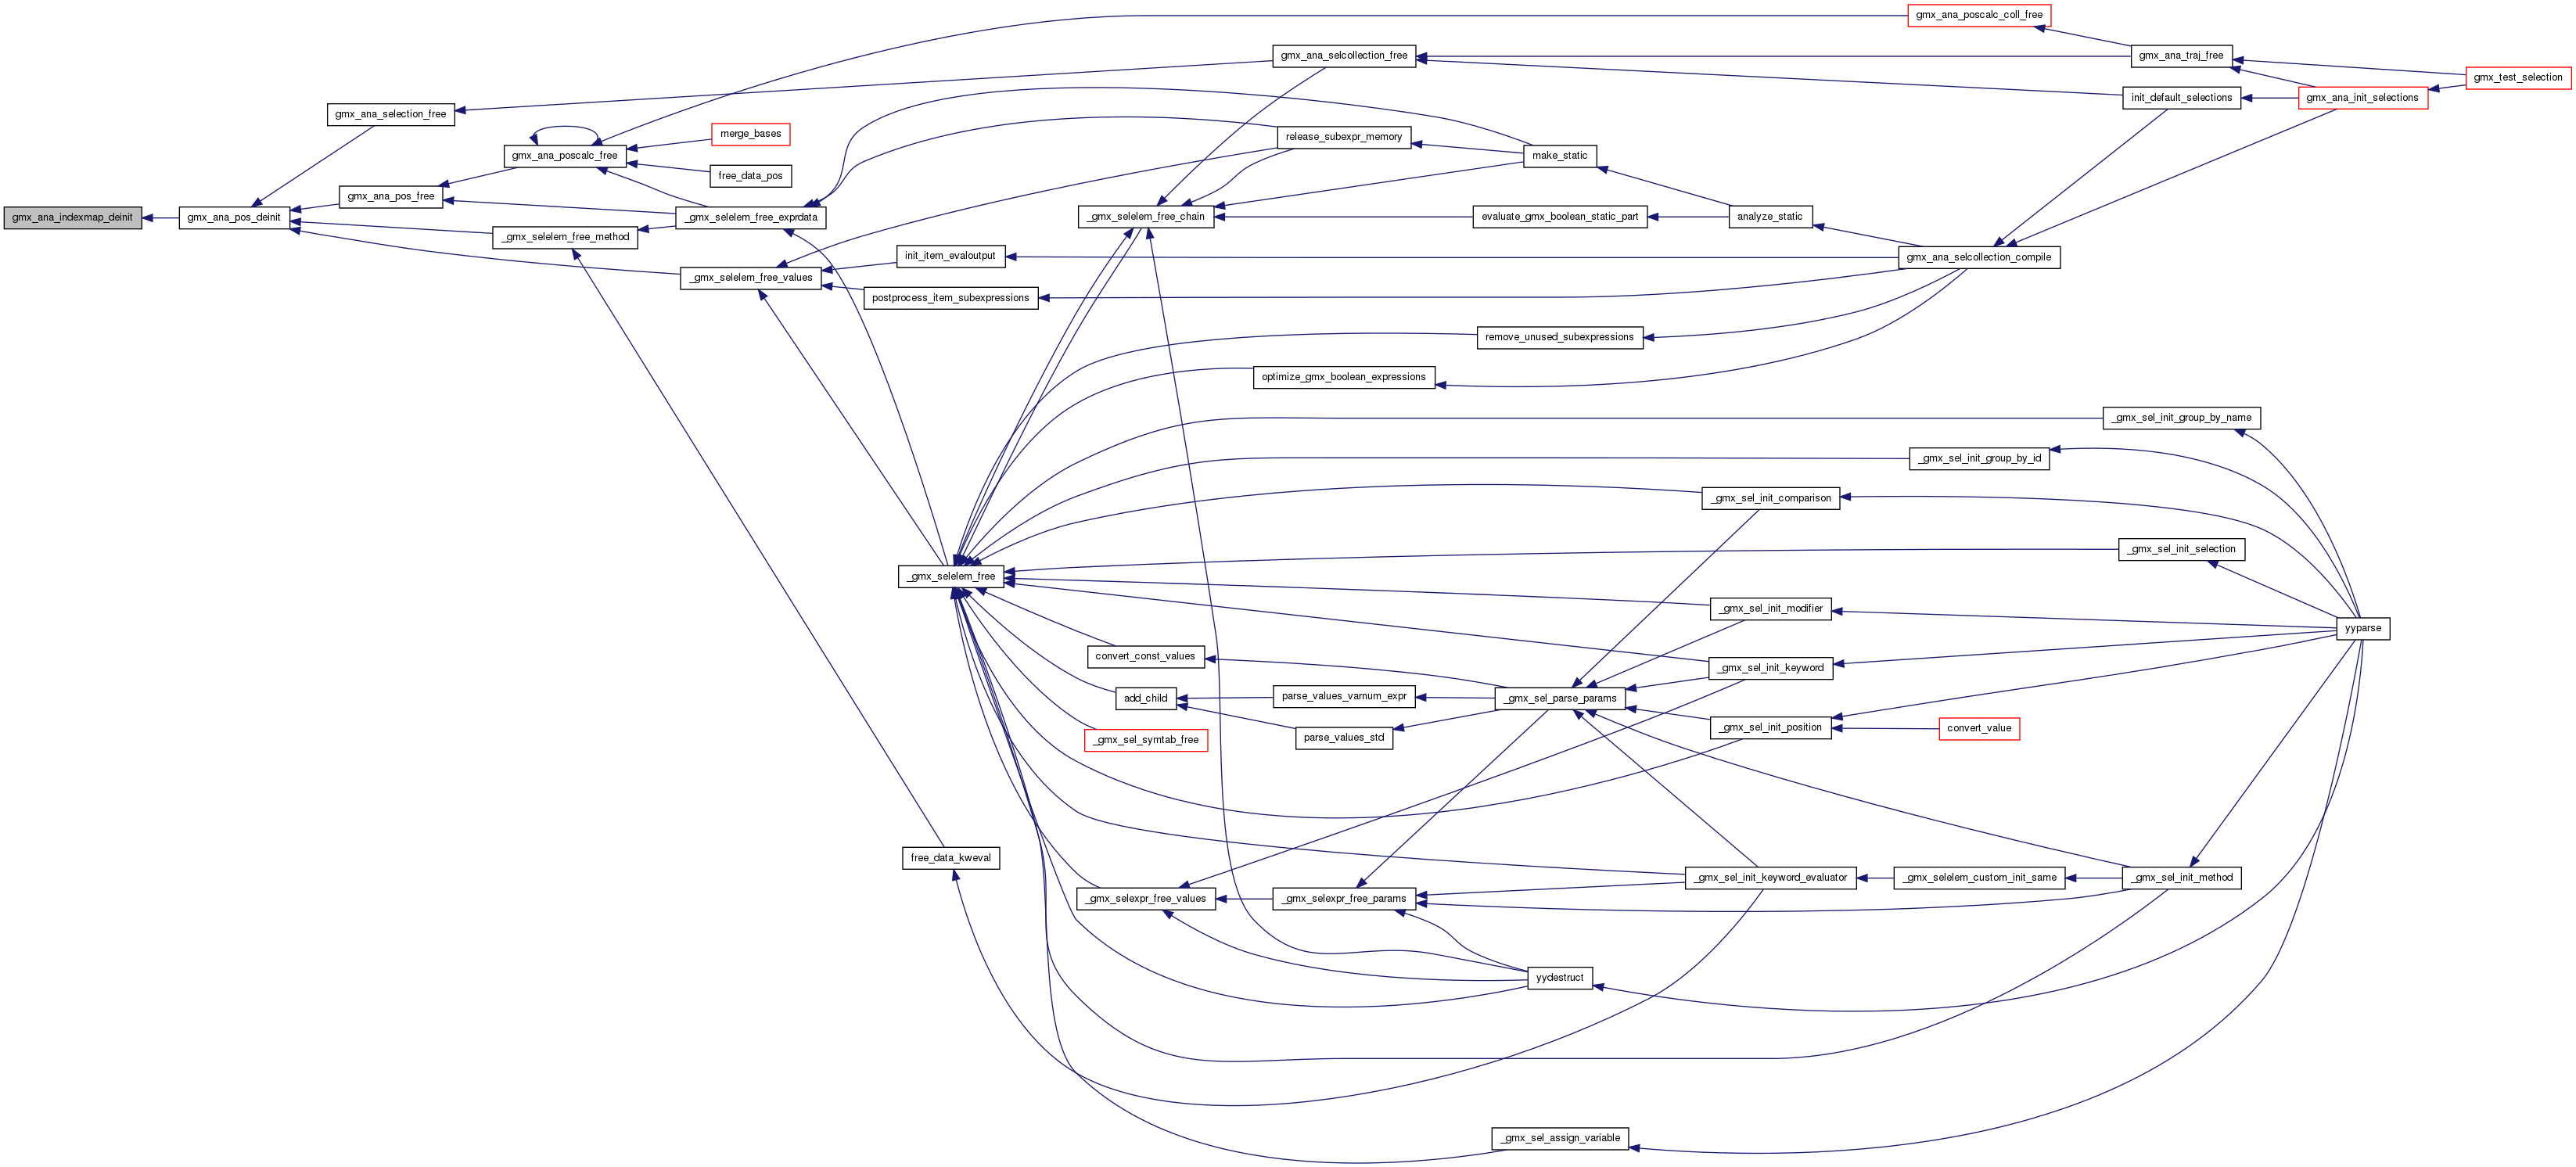 gmx_ana_poscalc_coll_free
gmx_ana_selcollection_free
gmx_ana_traj_free
gmx_test_selection
gmx_ana_selection_free
init_default_selections
gmx_ana_init_selections
merge_bases
release_subexpr_memory
gmx_ana_poscalc_free
make_static
free_data_pos
gmx_ana_pos_free
gmx_ana_indexmap_deinit
gmx_ana_pos_deinit
_gmx_selelem_free_exprdata
_gmx_selelem_free_chain
evaluate_gmx_boolean_static_part
analyze_static
_gmx_selelem_free_method
init_item_evaloutput
gmx_ana_selcollection_compile
_gmx_selelem_free_values
postprocess_item_subexpressions
remove_unused_subexpressions
optimize_gmx_boolean_expressions
_gmx_sel_init_group_by_name
_gmx_sel_init_group_by_id
_gmx_sel_init_comparison
_gmx_sel_init_selection
_gmx_selelem_free
_gmx_sel_init_modifier
yyparse
convert_const_values
_gmx_sel_init_keyword
add_child
parse_values_varnum_expr
_gmx_sel_parse_params
_gmx_sel_init_position
convert_value
_gmx_sel_symtab_free
parse_values_std
free_data_kweval
_gmx_sel_init_keyword_evaluator
_gmx_selelem_custom_init_same
_gmx_sel_init_method
_gmx_selexpr_free_values
_gmx_selexpr_free_params
yydestruct
_gmx_sel_assign_variable